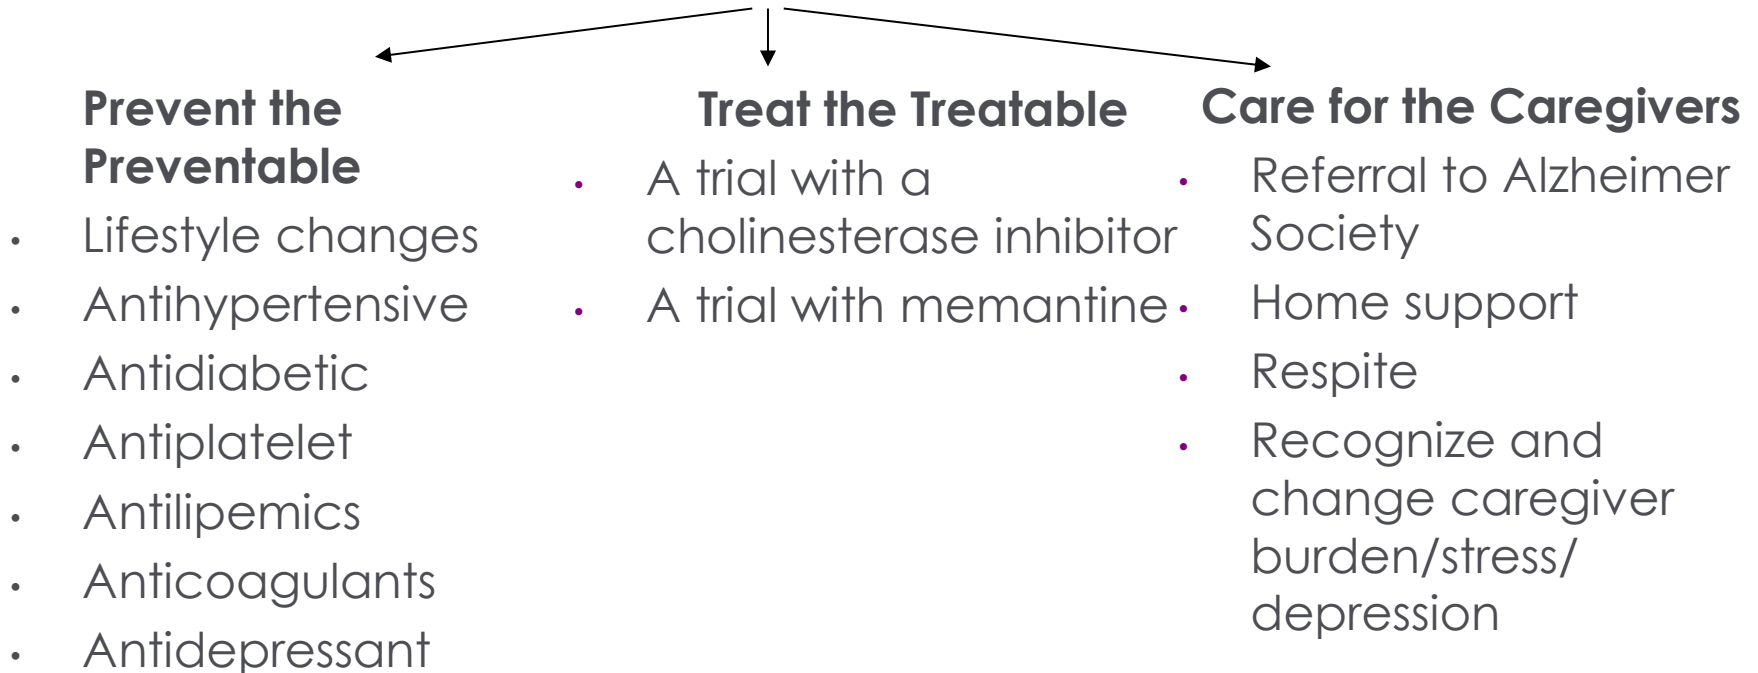 Prevent the
Preventable
• Lifestyle changes
• Antihypertensive
• Antidiabetic
• Antiplatelet
• Antilipemics
• Anticoagulants
• Antidepressant
Treat the Treatable
• A trial with a
cholinesterase inhibitor
• A trial with memantine
Care for the Caregivers
• Referral to Alzheimer
Society
• Home support
• Respite
• Recognize and
change caregiver
burden/stress/
depression